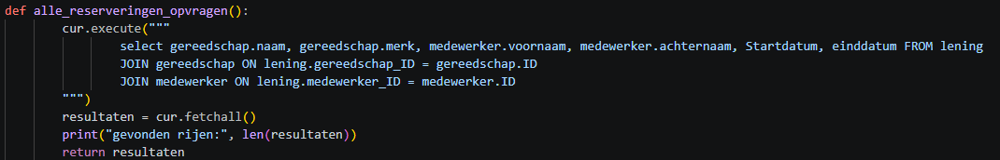 def alle_reserveringen_opvragen():
cur.execute("""
select gereedschap.naam, gereedschap.merk, medewerker.voornaam, medewerker.achternaam, Startdatum, einddatum FROM lening
JOIN gereedschap ON lening.gereedschap_ID = gereedschap.ID
JOIN medewerker ON lening.medewerker_ID = medewerker.ID
""")
resultaten = cur.fetchall()
print("gevonden rijen:", len(resultaten))
return resultaten